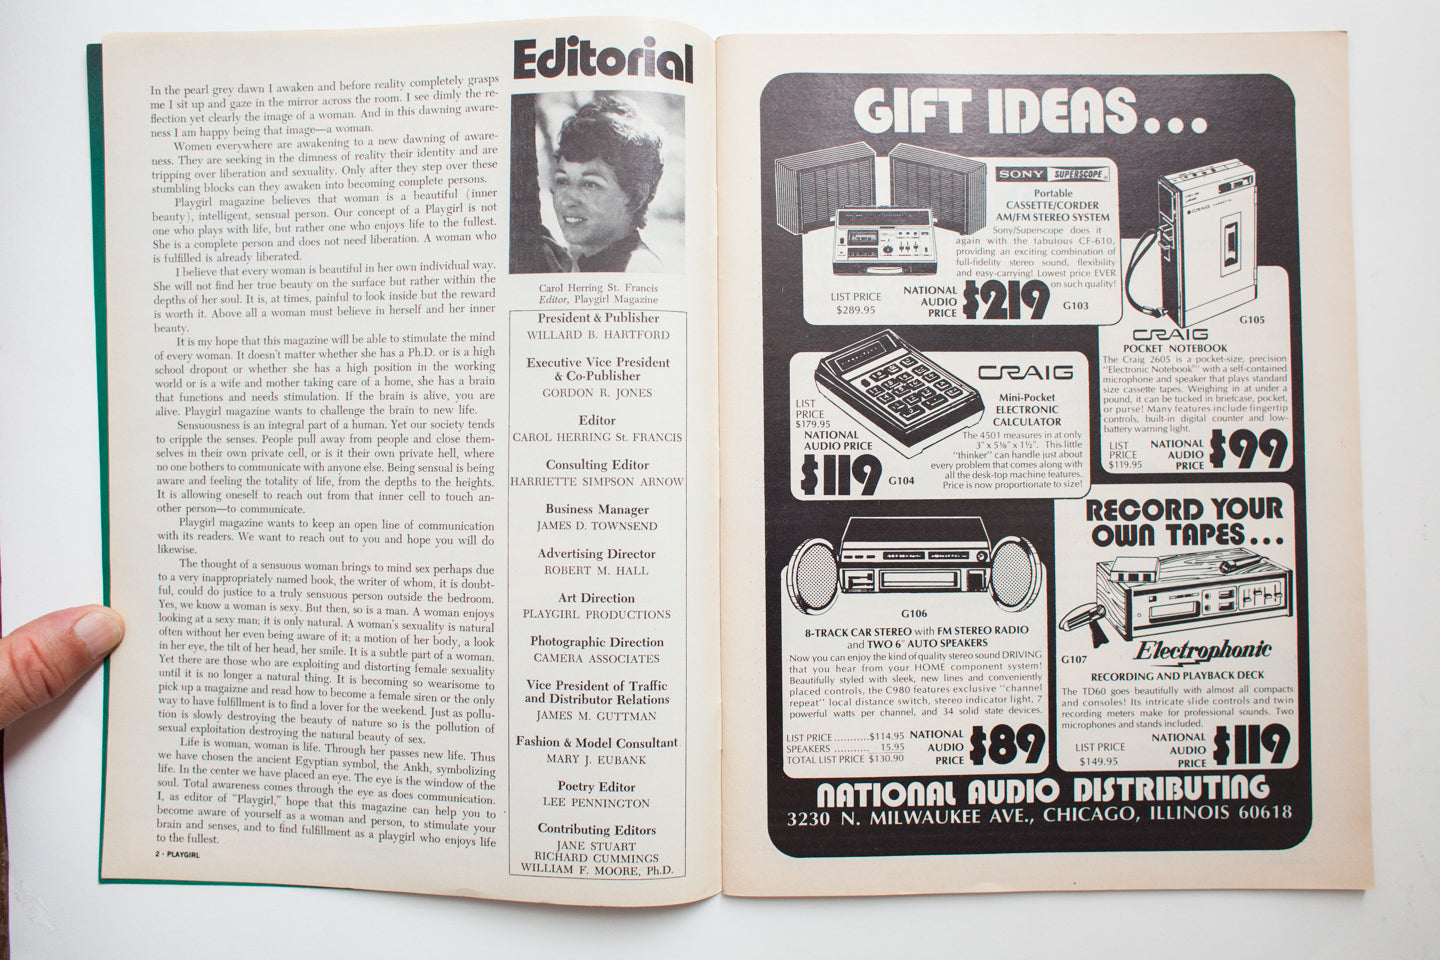 Editorial
In the pearl grey dawn I awaken and before reality completely grasps
me I sit up and gaze in the mirror across the room. I see dimly the re-
flection yet clearly the image of a woman. And in this dawning aware-
ness I am happy being that image—a woman.
Women everywhere are awakening to a new dawning of aware-
ness. They are seeking in the dimness of reality their identity and are
tripping over liberation and sexuality. Only after they step over these
stumbling blocks can they awaken into becoming complete persons.
Playgirl magazine believes that woman is a beautiful (inner
beauty), intelligent, sensual person. Our concept of a Playgirl is not
one who plays with life, but rather one who enjoys life to the fullest.
She is a complete person and does not need liberation. A woman who
is fulfilled is already liberated.
I believe that every woman is beautiful in her own individual way.
She will not find her true beauty on the surface but rather within the
depths of her soul. It is, at times, painful to look inside but the reward
is worth it. Above all a woman must believe in herself and her inner
beauty.
It is my hope that this magazine will be able to stimulate the mind
of every woman. It doesn't matter whether she has a Ph.D. or is a high
school dropout or whether she has a high position in the working
world or is a wife and mother taking care of a home, she has a brain
that functions and needs stimulation. If the brain is alive, you are
alive. Playgirl magazine wants to challenge the brain to new life.
Sensuousness is an integral part of a human. Yet our society tends
to cripple the senses. People pull away from people and close them-
selves in their own private cell, or is it their own private hell, where
no one bothers to communicate with anyone else. Being sensual is being
aware and feeling the totality of life, from the depths to the heights.
It is allowing oneself to reach out from that inner cell to touch an-
other person—to communicate.
Playgirl magazine wants to keep an open line of communication
with its readers. We want to reach out to you and hope you will do
likewise.
The thought of a sensuous woman brings to mind sex perhaps due
to a very inappropriately named book, the writer of whom, it is doubt-
ful, could do justice to a truly sensuous person outside the bedroom.
Yes, we know a woman is sexy. But then, so is a man. A woman enjoys
looking at a sexy man; it is only natural. A woman's sexuality is natural
often without her even being aware of it; a motion of her body, a look
in her eye, the tilt of her head, her smile. It is a subtle part of a woman.
Yet there are those who are exploiting and distorting female sexuality
until it is no longer a natural thing. It is becoming so wearisome to
pick up a magaizne and read how to become a female siren or the only
way to have fulfillment is to find a lover for the weekend. Just as pollu-
tion is slowly destroying the beauty of nature so is the pollution of
sexual exploitation destroying the natural beauty of sex.
Life is woman, woman is life. Through her passes new life. Thus
we have chosen the ancient Egyptian symbol, the Ankh, symbolizing
life. In the center we have placed an eye. The eye is the window of the
soul. Total awareness comes through the eye as does communication.
I, as editor of "Playgirl," hope that this magazine can help you to
become aware of yourself as a woman and person, to stimulate your
brain and senses, and to find fulfillment as a playgirl who enjoys life
to the fullest.
2 - PLAYGIRL
Carol Herring St. Francis
Editor, Playgirl Magazine
President & Publisher
WILLARD B. HARTFORD
Executive Vice President
& Co-Publisher
GORDON R. JONES
Editor
CAROL HERRING St. FRANCIS
Consulting Editor
HARRIETTE SIMPSON ARNOW
Business Manager
JAMES D. TOWNSEND
Advertising Director
ROBERT M. HALL
Art Direction
PLAYGIRL PRODUCTIONS
Photographic Direction
CAMERA ASSOCIATES
Vice President of Traffic
and Distributor Relations
JAMES M. GUTTMAN
Fashion & Model Consultant
MARY J. EUBANK
Poetry Editor
LEE PENNINGTON
Contributing Editors
JANE STUART
RICHARD CUMMINGS
WILLIAM F. MOORE, Ph.D.
GIFT IDEAS...
SONY SUPERSCOPE
Portable
CASSETTE/CORDER
AM/FM STEREO SYSTEM
Sony/Superscope does it
again with the fabulous CF-610,
providing an exciting combination of
full-fidelity stereo sound, flexibility
and easy-carrying! Lowest price EVER
on such quality!
LIST PRICE
$289.95
NATIONAL
AUDIO
PRICE
$219
G103
CRAIG
G105
CRAIG
POCKET NOTEBOOK
The Craig 2605 is a pocket-size, precision
"Electronic Notebook" with a self-contained
microphone and speaker that plays standard
size cassette tapes. Weighing in at under a
pound, it can be tucked in briefcase, pocket,
or purse! Many features include fingertip
controls, built-in digital counter and low-
battery warning light.
LIST
PRICE
$119.95
NATIONAL
AUDIO
PRICE
$99
CRAIG
Mini-Pocket
ELECTRONIC
CALCULATOR
The 4501 measures in at only
3" x 5⅝" x 1½". This little
"thinker" can handle just about
every problem that comes along with
all the desk-top machine features.
Price is now proportionate to size!
LIST
PRICE
$179.95
NATIONAL
AUDIO PRICE
$119
G104
G106
8-TRACK CAR STEREO with FM STEREO RADIO
and TWO 6" AUTO SPEAKERS
Now you can enjoy the kind of quality stereo sound DRIVING
that you hear from your HOME component system!
Beautifully styled with sleek, new lines and conveniently
placed controls, the C980 features exclusive "channel
repeat" local distance switch, stereo indicator light, 7
powerful watts per channel, and 34 solid state devices.
LIST PRICE ..........$114.95
SPEAKERS .......... 15.95
TOTAL LIST PRICE $130.90
NATIONAL
AUDIO
PRICE
$89
RECORD YOUR
OWN TAPES...
G107
Electrophonic
RECORDING AND PLAYBACK DECK
The TD60 goes beautifully with almost all compacts
and consoles! Its intricate slide controls and twin
recording meters make for professional sounds. Two
microphones and stands included.
LIST PRICE
$149.95
NATIONAL
AUDIO
PRICE
$119
NATIONAL AUDIO DISTRIBUTING
3230 N. MILWAUKEE AVE., CHICAGO, ILLINOIS 60618